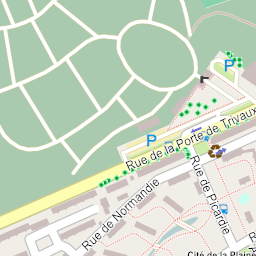 P
P
Rue de la Porte de Trivaux
Rue de Normandie
Rue de Picardie
Cité de la Plaine